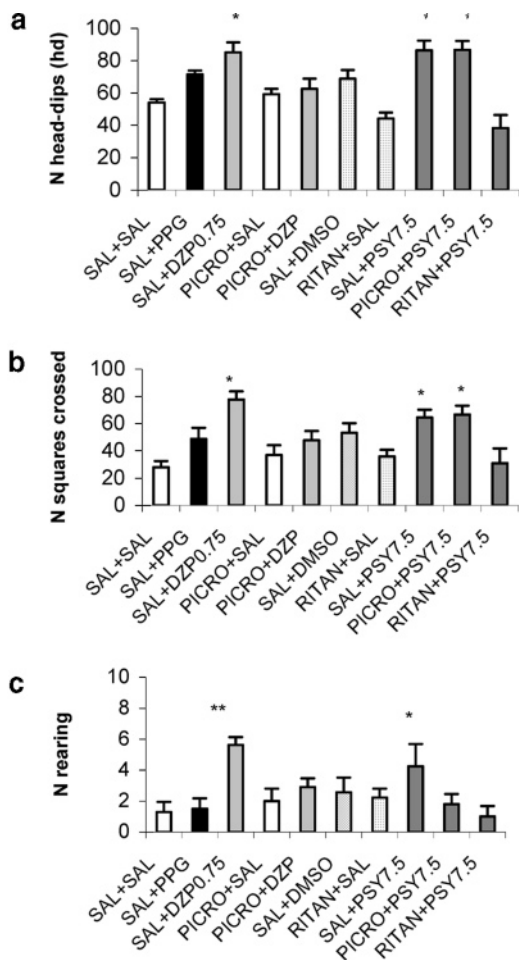 a
N head-dips (hd)
100
80
60
40
20
0
*
*
*
SAL+SAL
SAL+PPG
SAL+DZP0.75
PICRO+SAL
PICRO+DZP
SAL+DMSO
RITAN+SAL
SAL+PSY7.5
PICRO+PSY7.5
RITAN+PSY7.5
b
N squares crossed
100
80
60
40
20
0
*
*
*
SAL+SAL
SAL+PPG
SAL+DZP0.75
PICRO+SAL
PICRO+DZP
SAL+DMSO
RITAN+SAL
SAL+PSY7.5
PICRO+PSY7.5
RITAN+PSY7.5
c
N rearing
10
8
6
4
2
0
**
*
SAL+SAL
SAL+PPG
SAL+DZP0.75
PICRO+SAL
PICRO+DZP
SAL+DMSO
RITAN+SAL
SAL+PSY7.5
PICRO+PSY7.5
RITAN+PSY7.5